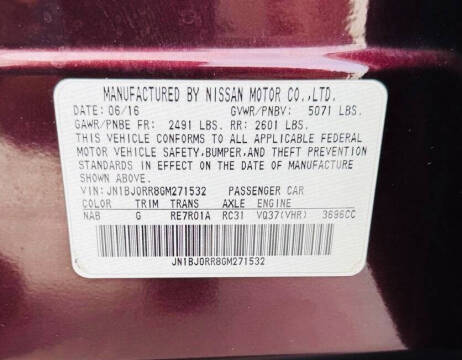 MANUFACTURED BY NISSAN MOTOR CO.,LTD.
DATE: 06/16 GVWR/PNBV: 5071 LBS.
GAWR/PNBE FR: 2491 LBS. RR: 2601 LBS.
THIS VEHICLE CONFORMS TO ALL APPLICABLE FEDERAL
MOTOR VEHICLE SAFETY,BUMPER,AND THEFT PREVENTION
STANDARDS IN EFFECT ON THE DATE OF MANUFACTURE
SHOWN ABOVE.
VIN: JN1BJ0RR8GM271532 PASSENGER CAR
COLOR TRIM TRANS AXLE ENGINE
NAB G RE7R01A RC31 VQ37(VHR) 3696CC
JN1BJ0RR8GM271532